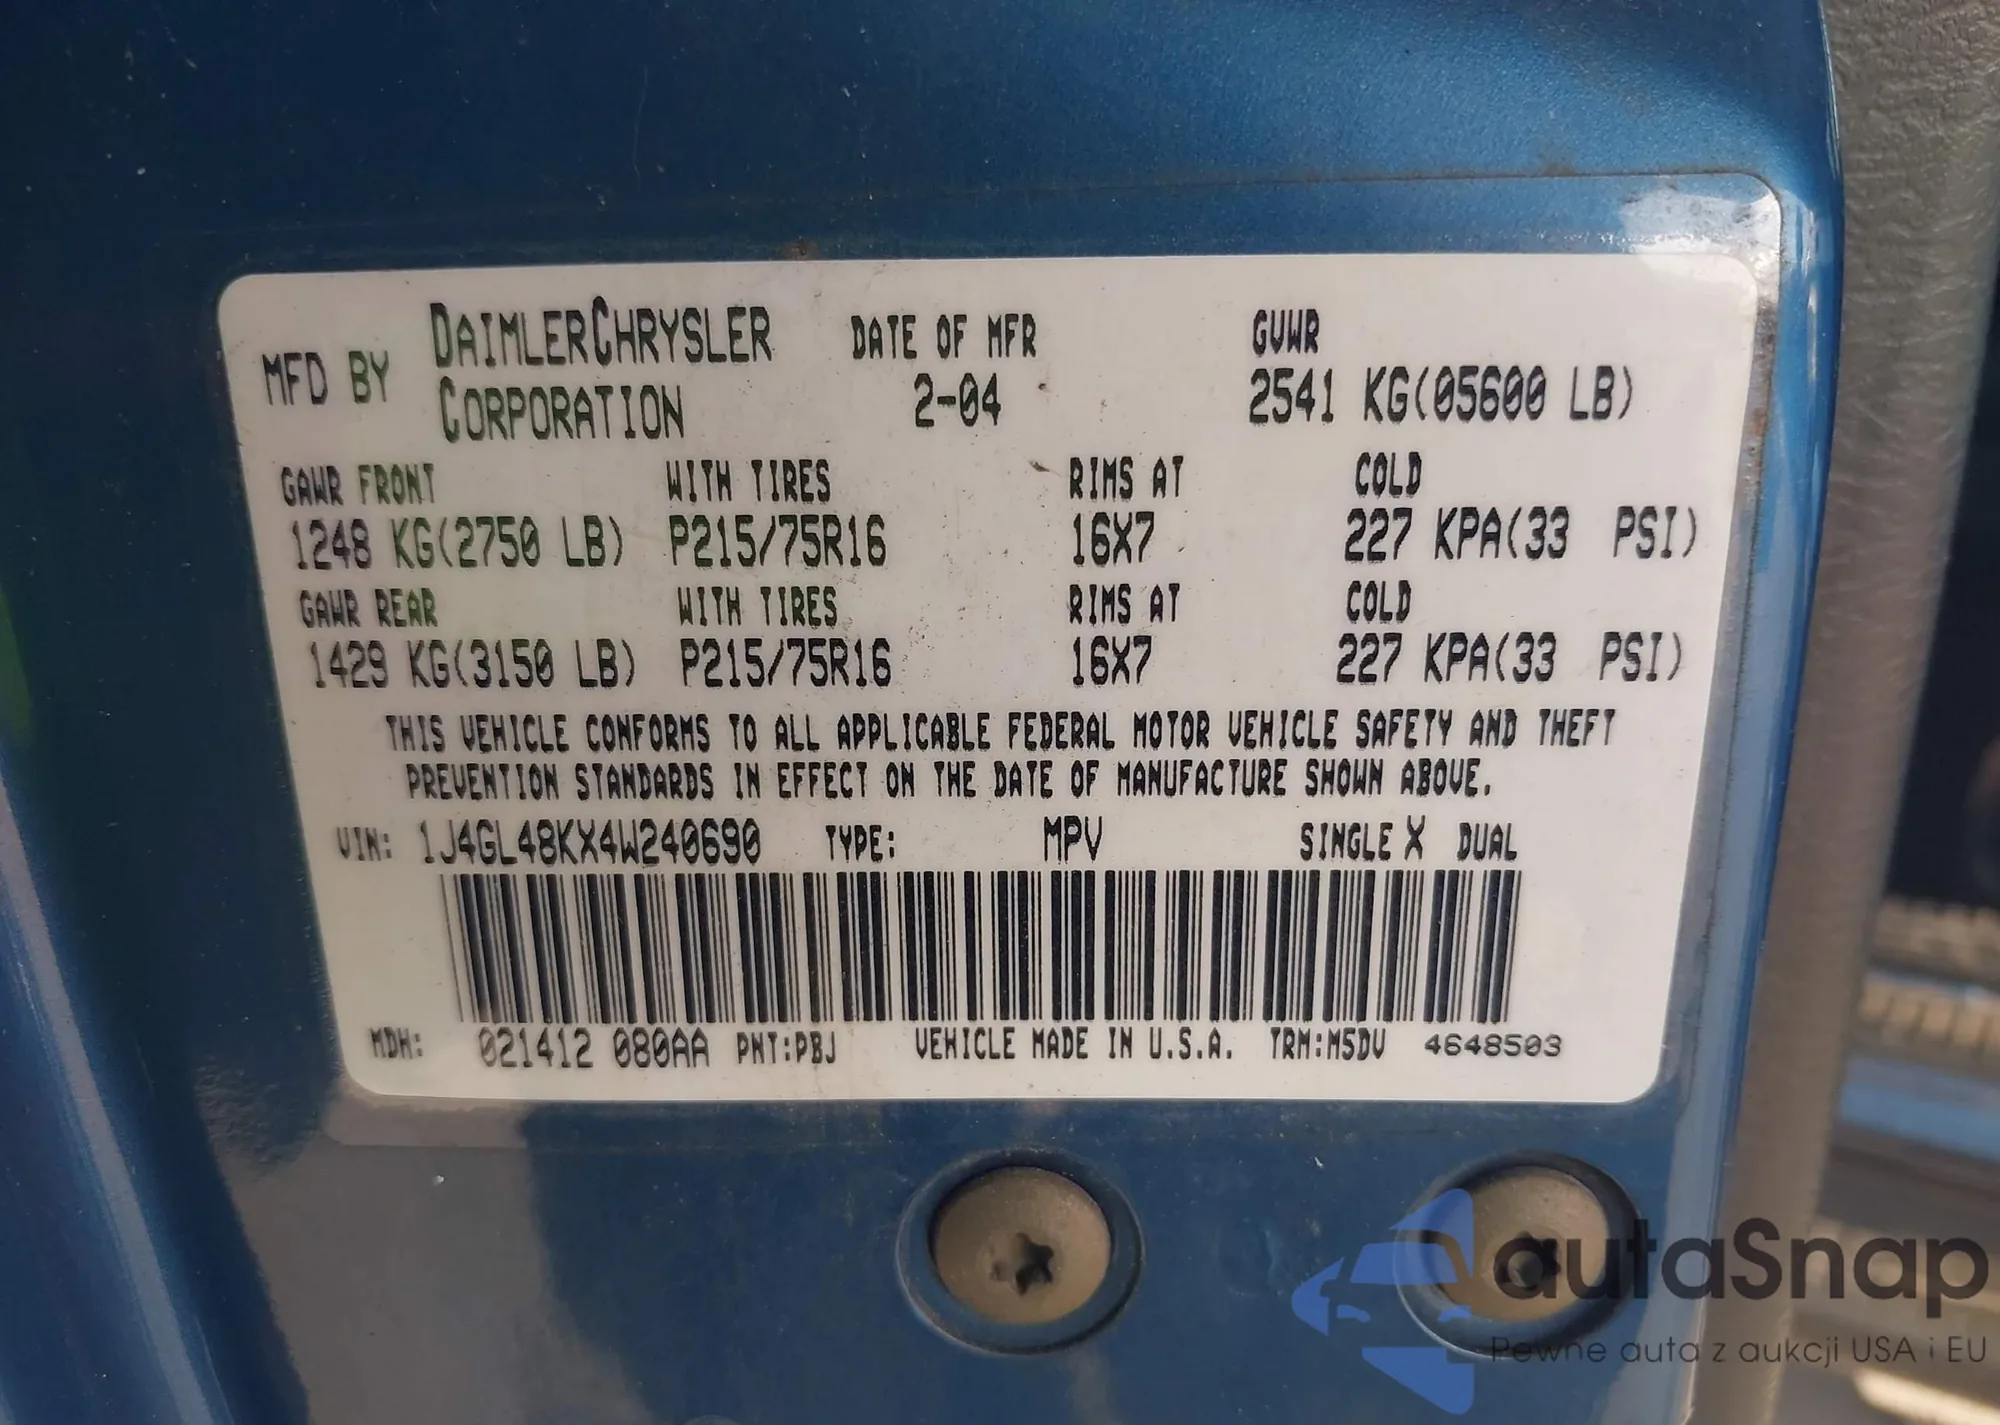 MFD BY DAIMLERCHRYSLER CORPORATION DATE OF MFR 2-04 GVWR 2541 KG(05600 LB)
GAWR FRONT WITH TIRES RIMS AT COLD
1248 KG(2750 LB) P215/75R16 16X7 227 KPA(33 PSI)
GAWR REAR WITH TIRES RIMS AT COLD
1429 KG(3150 LB) P215/75R16 16X7 227 KPA(33 PSI)
THIS VEHICLE CONFORMS TO ALL APPLICABLE FEDERAL MOTOR VEHICLE SAFETY AND THEFT
PREVENTION STANDARDS IN EFFECT ON THE DATE OF MANUFACTURE SHOWN ABOVE.
VIN: 1J4GL48KX4W240690 TYPE: MPV SINGLE X DUAL
MDH: 021412 080AA PNT:PBJ VEHICLE MADE IN U.S.A. TRM:M5DV 4648503
autaSnap
Pewne auta z aukcji USA i EU